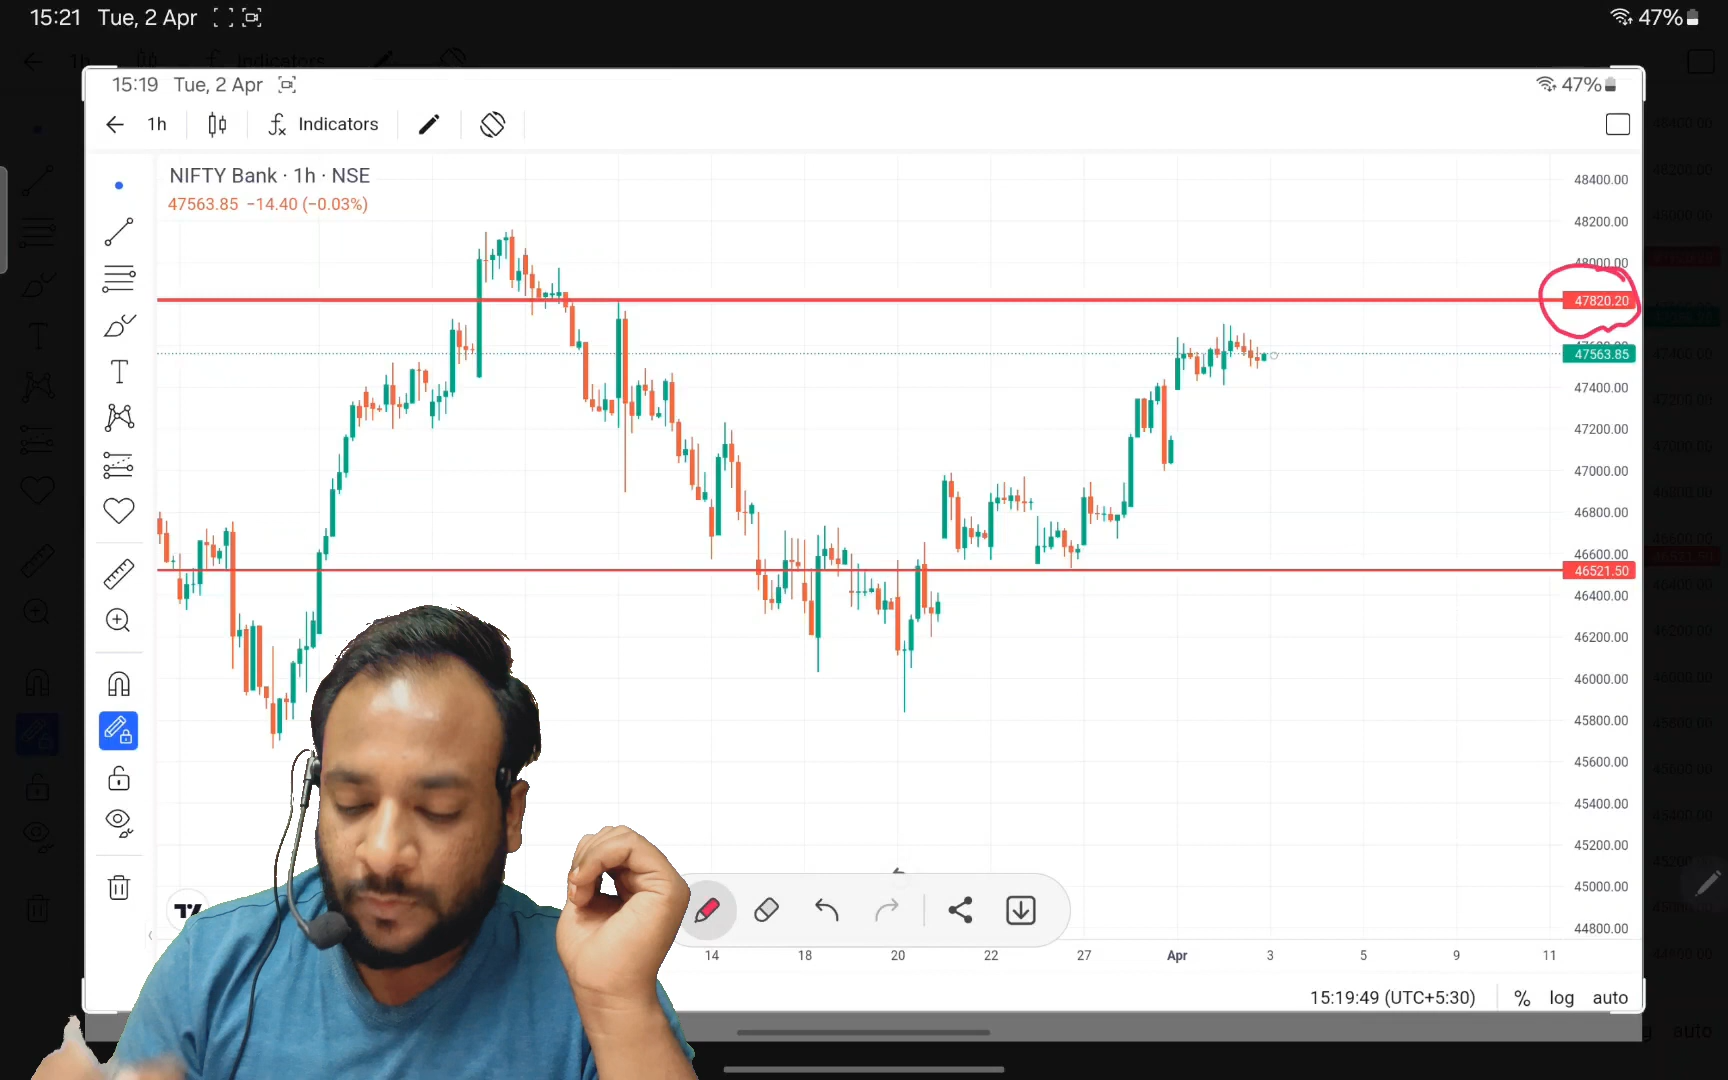 15:21 Tue, 2 Apr
47%
15:19 Tue, 2 Apr
47%
1h
Indicators
NIFTY Bank · 1h · NSE
47563.85 −14.40 (−0.03%)
48400.00
48200.00
48000.00
47820.20
47563.85
47400.00
47200.00
47000.00
46800.00
46600.00
46521.50
46400.00
46200.00
46000.00
45800.00
45600.00
45400.00
45200.00
45000.00
44800.00
14 18 20 22 27 Apr 3 5 9 11
15:19:49 (UTC+5:30) % log auto
auto